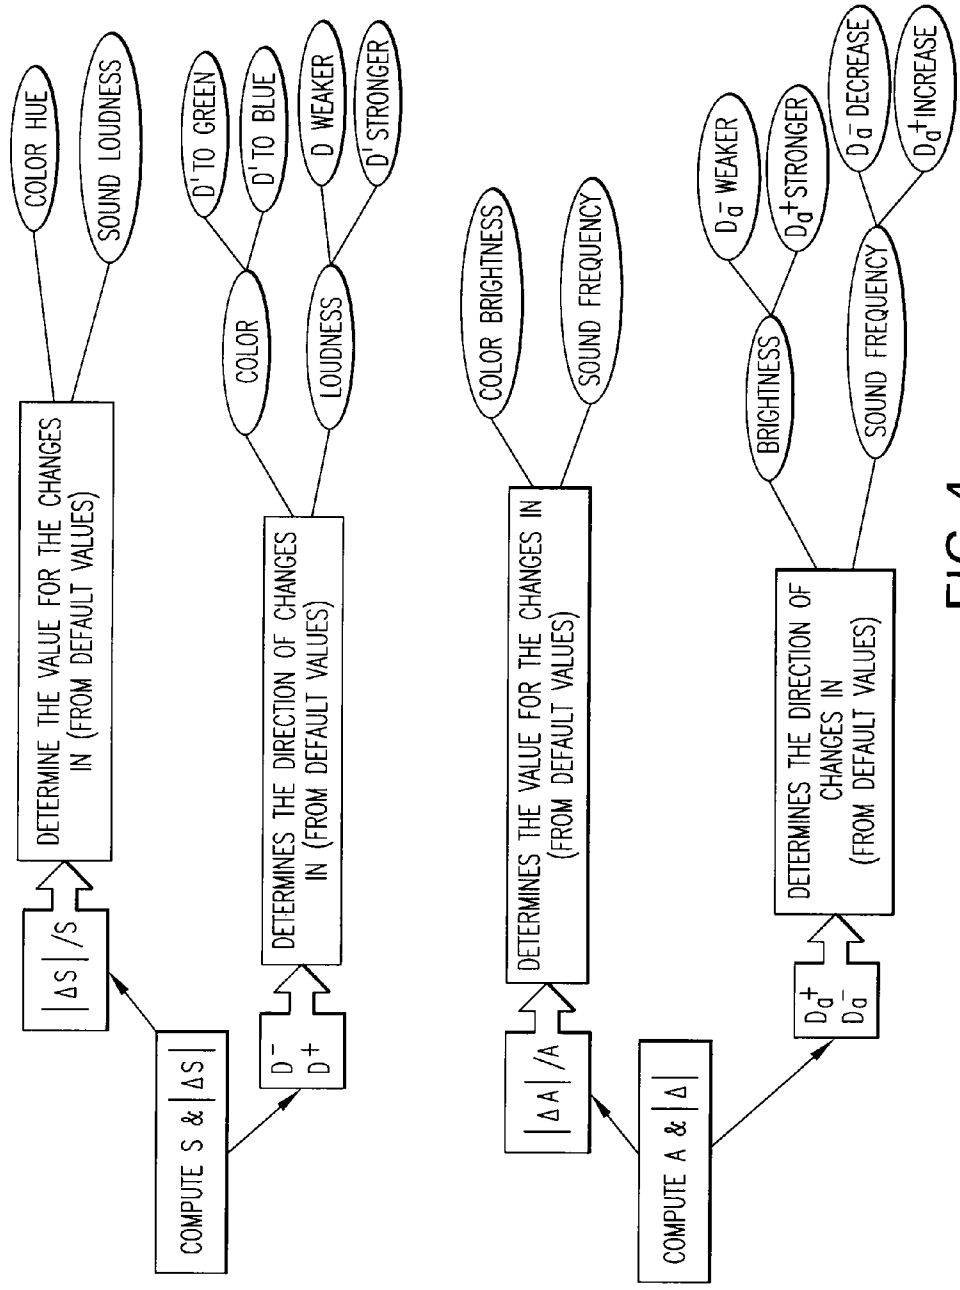 COMPUTE S & |ΔS|
|ΔS| /S
DETERMINE THE VALUE FOR THE CHANGES
IN (FROM DEFAULT VALUES)
COLOR HUE
SOUND LOUDNESS
D⁻
D⁺
DETERMINES THE DIRECTION OF CHANGES
IN (FROM DEFAULT VALUES)
COLOR
D' TO GREEN
D' TO BLUE
LOUDNESS
D WEAKER
D' STRONGER
COMPUTE A & |Δ|
|ΔA| /A
DETERMINES THE VALUE FOR THE CHANGES IN
(FROM DEFAULT VALUES)
COLOR BRIGHTNESS
SOUND FREQUENCY
Da⁺
Da⁻
DETERMINES THE DIRECTION OF
CHANGES IN
(FROM DEFAULT VALUES)
BRIGHTNESS
Da⁻ WEAKER
Da⁺ STRONGER
SOUND FREQUENCY
Da⁻ DECREASE
Da⁺ INCREASE